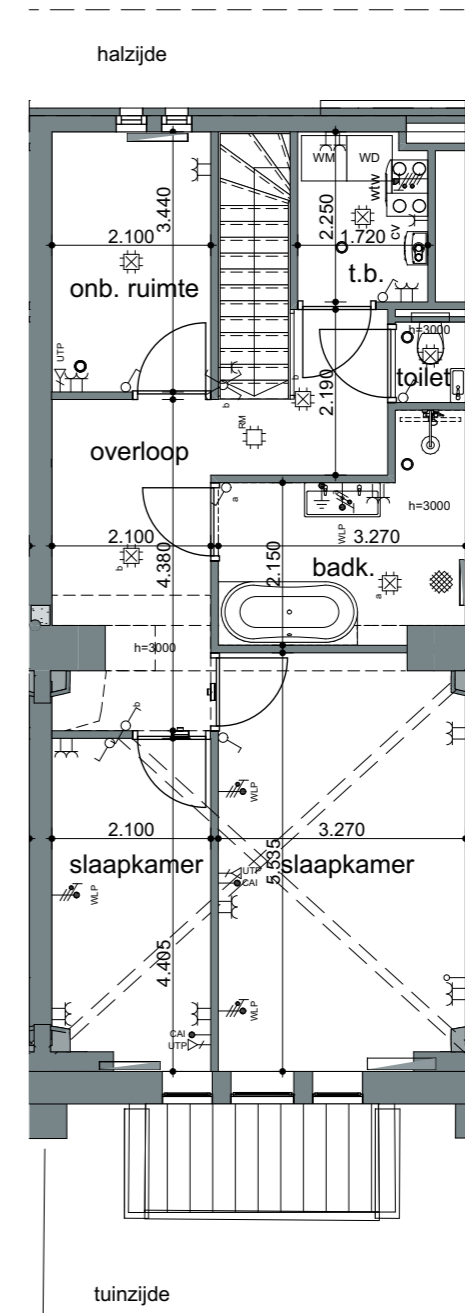 halzijde
WM
WD
wtw
3.440
2.250
2.100
1.720
cv
onb. ruimte
t.b.
h=3000
UTP
toilet
b
b
2.190
RM
overloop
a
h=3000
WLP
2.100
3.270
4.380
2.150
badk.
b
a
h=3000
b
WLP
2.100
3.270
5.535
slaapkamer
slaapkamer
UTP
CAI
WLP
4.405
WLP
CAI
UTP
tuinzijde